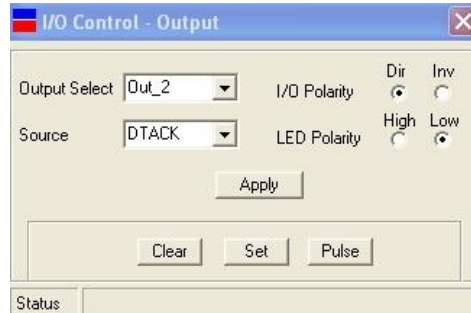 I/O Control - Output
Dir Inv
Output Select Out_2 I/O Polarity
High Low
Source DTACK LED Polarity
Apply
Clear Set Pulse
Status